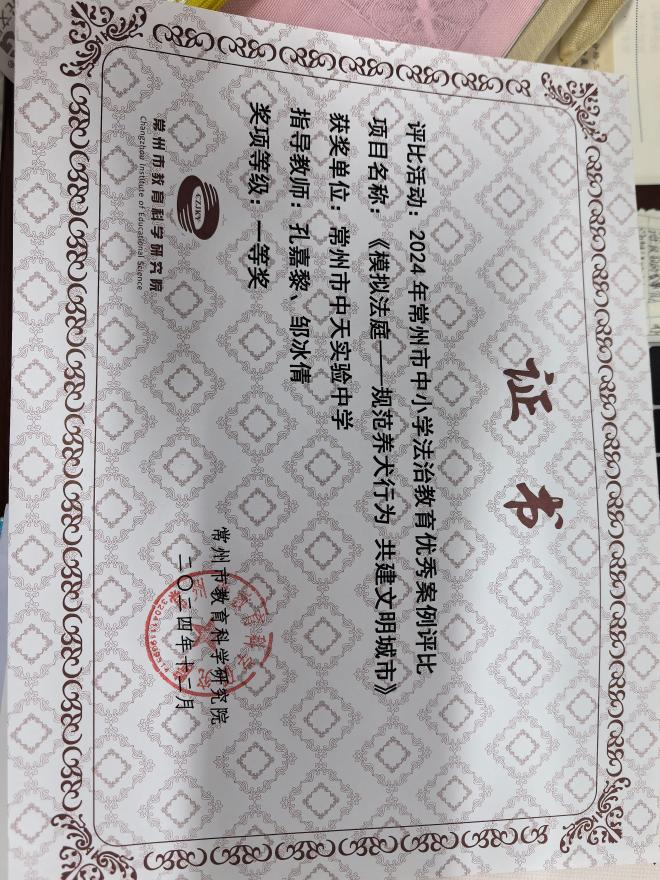 证书
评比活动：2024 年常州市中小学法治教育优秀案例评比
项目名称：《模拟法庭——规范养犬行为 共建文明城市》
获奖单位：常州市中天实验中学
指导教师：孔嘉黎、邹冰倩
奖项等级：一等奖
CZJKY
常州市教育科学研究院
Changzhou Institute of Educational Science
常州市教育科学研究院
二〇二四年十二月